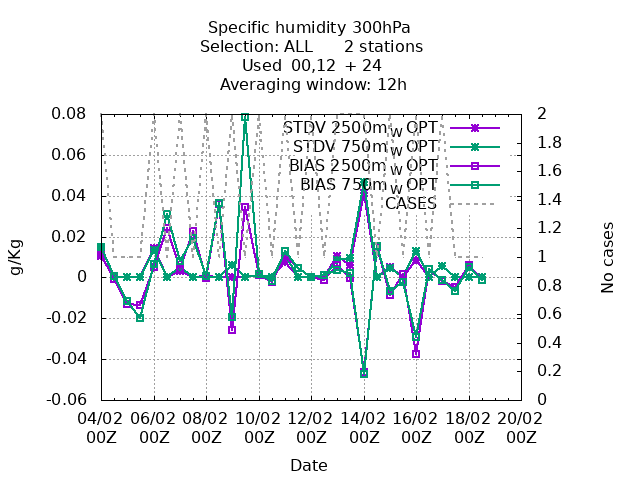 Specific humidity 300hPa
Selection: ALL 2 stations
Used 00,12 + 24
Averaging window: 12h
STDV 2500m_W OPT
STDV 750m_W OPT
BIAS 2500m_W OPT
BIAS 750m_W OPT
CASES
0.08
0.06
0.04
0.02
0
-0.02
-0.04
-0.06
g/Kg
2
1.8
1.6
1.4
1.2
1
0.8
0.6
0.4
0.2
0
No cases
04/02 06/02 08/02 10/02 12/02 14/02 16/02 18/02 20/02
00Z 00Z 00Z 00Z 00Z 00Z 00Z 00Z 00Z
Date